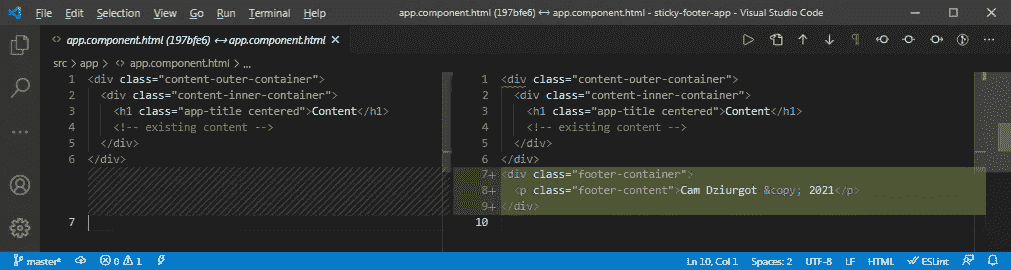 File Edit Selection View Go Run Terminal Help app.component.html (197bfe6) ↔ app.component.html - sticky-footer-app - Visual Studio Code
<> app.component.html (197bfe6) ↔ app.component.html ×
src > app > <> app.component.html > ...
1 <div class="content-outer-container">
2 <div class="content-inner-container">
3 <h1 class="app-title centered">Content</h1>
4 <!-- existing content -->
5 </div>
6 </div>
7
1 <div class="content-outer-container">
2 <div class="content-inner-container">
3 <h1 class="app-title centered">Content</h1>
4 <!-- existing content -->
5 </div>
6 </div>
7+ <div class="footer-container">
8+ <p class="footer-content">Cam Dziurgot &copy; 2021</p>
9+ </div>
10
master* 0 1 Ln 10, Col 1 Spaces: 2 UTF-8 LF HTML ESLint